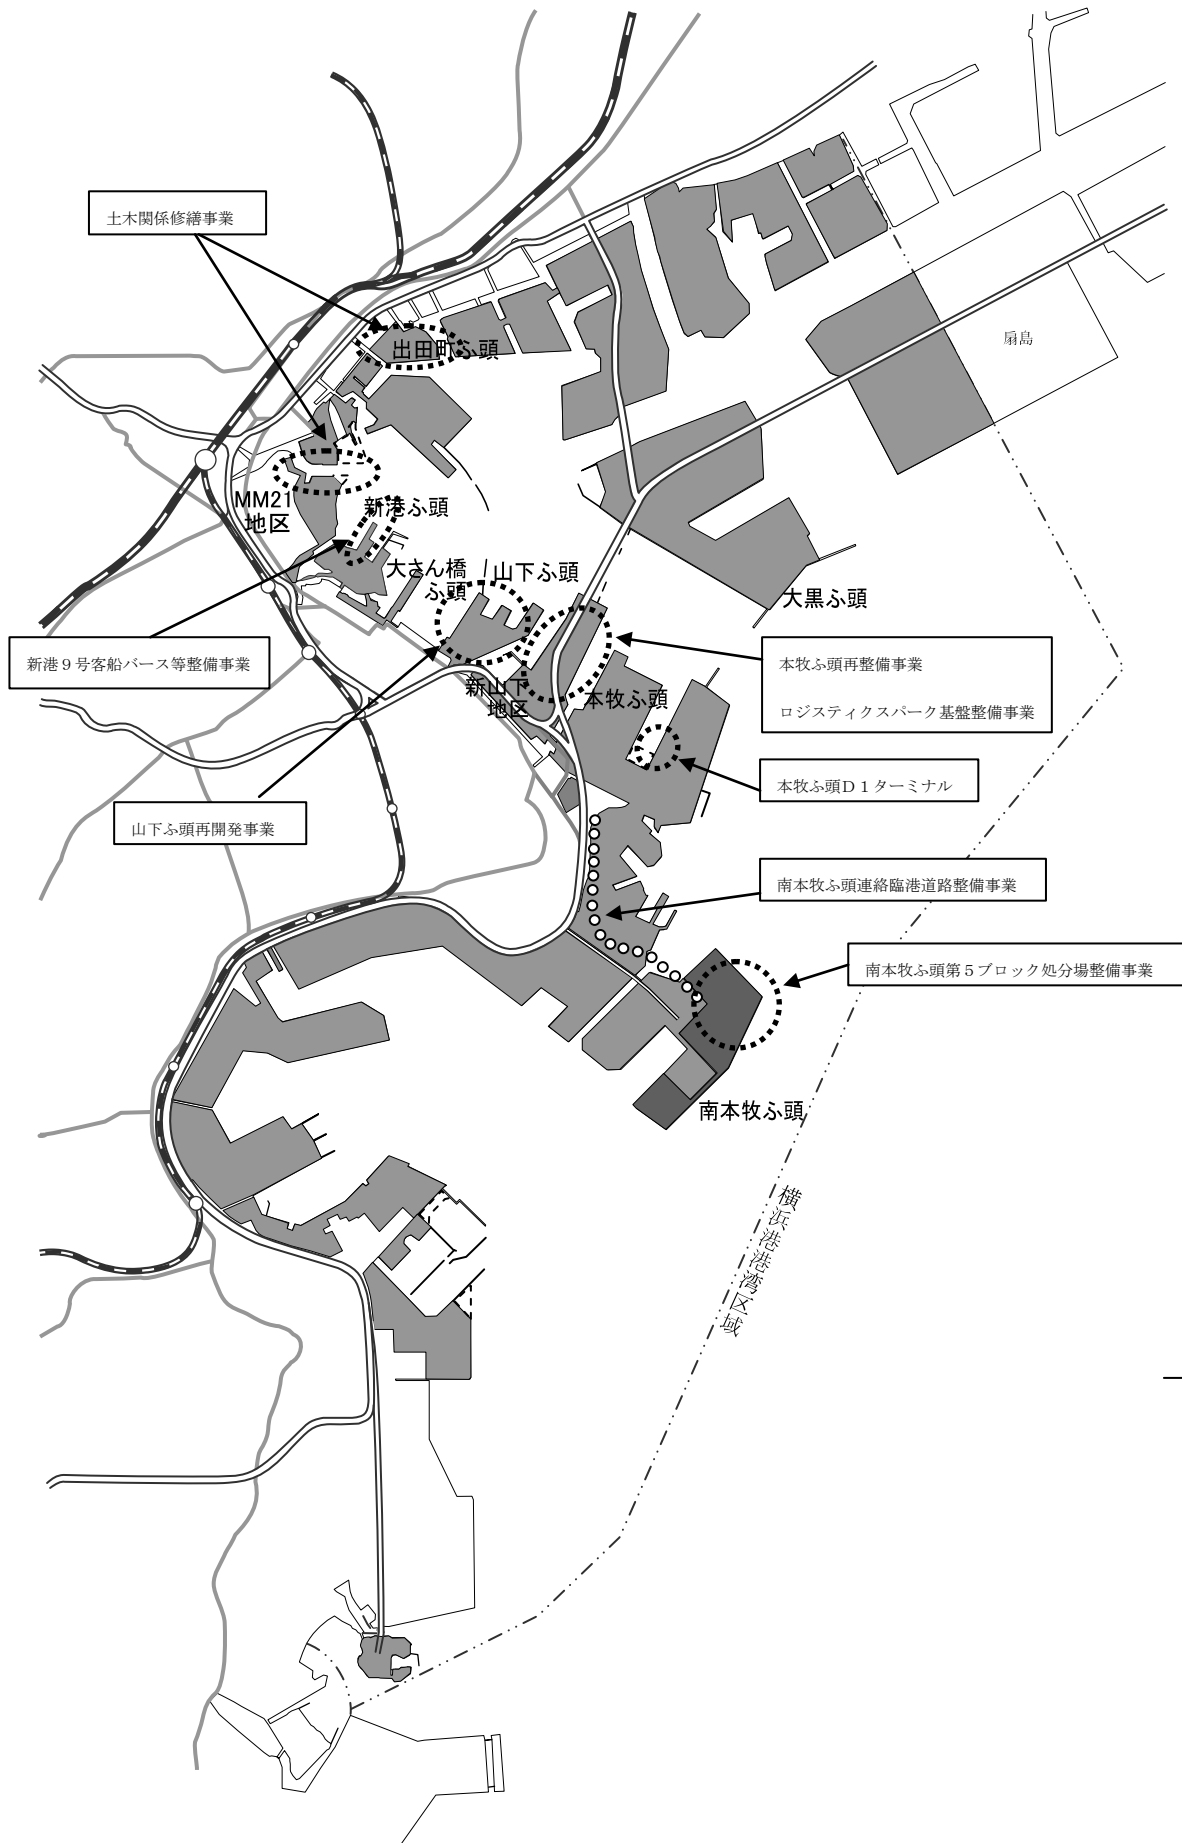 土木関係修繕事業
扇島
出田町ふ頭
MM21
地区
新港ふ頭
大さん橋
ふ頭
山下ふ頭
大黒ふ頭
新港９号客船バース等整備事業
本牧ふ頭再整備事業
ロジスティクスパーク基盤整備事業
新山下
地区
本牧ふ頭
本牧ふ頭Ｄ１ターミナル
山下ふ頭再開発事業
南本牧ふ頭連絡臨港道路整備事業
南本牧ふ頭第５ブロック処分場整備事業
南本牧ふ頭
横浜港港湾区域